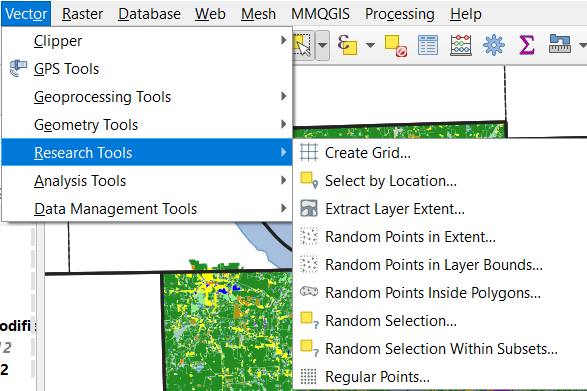 Vector Raster Database Web Mesh MMQGIS Processing Help
Clipper
GPS Tools
Geoprocessing Tools
Geometry Tools
Research Tools
Analysis Tools
Data Management Tools
Create Grid...
Select by Location...
Extract Layer Extent...
Random Points in Extent...
Random Points in Layer Bounds...
Random Points Inside Polygons...
Random Selection...
Random Selection Within Subsets...
Regular Points...
odifi
12
2